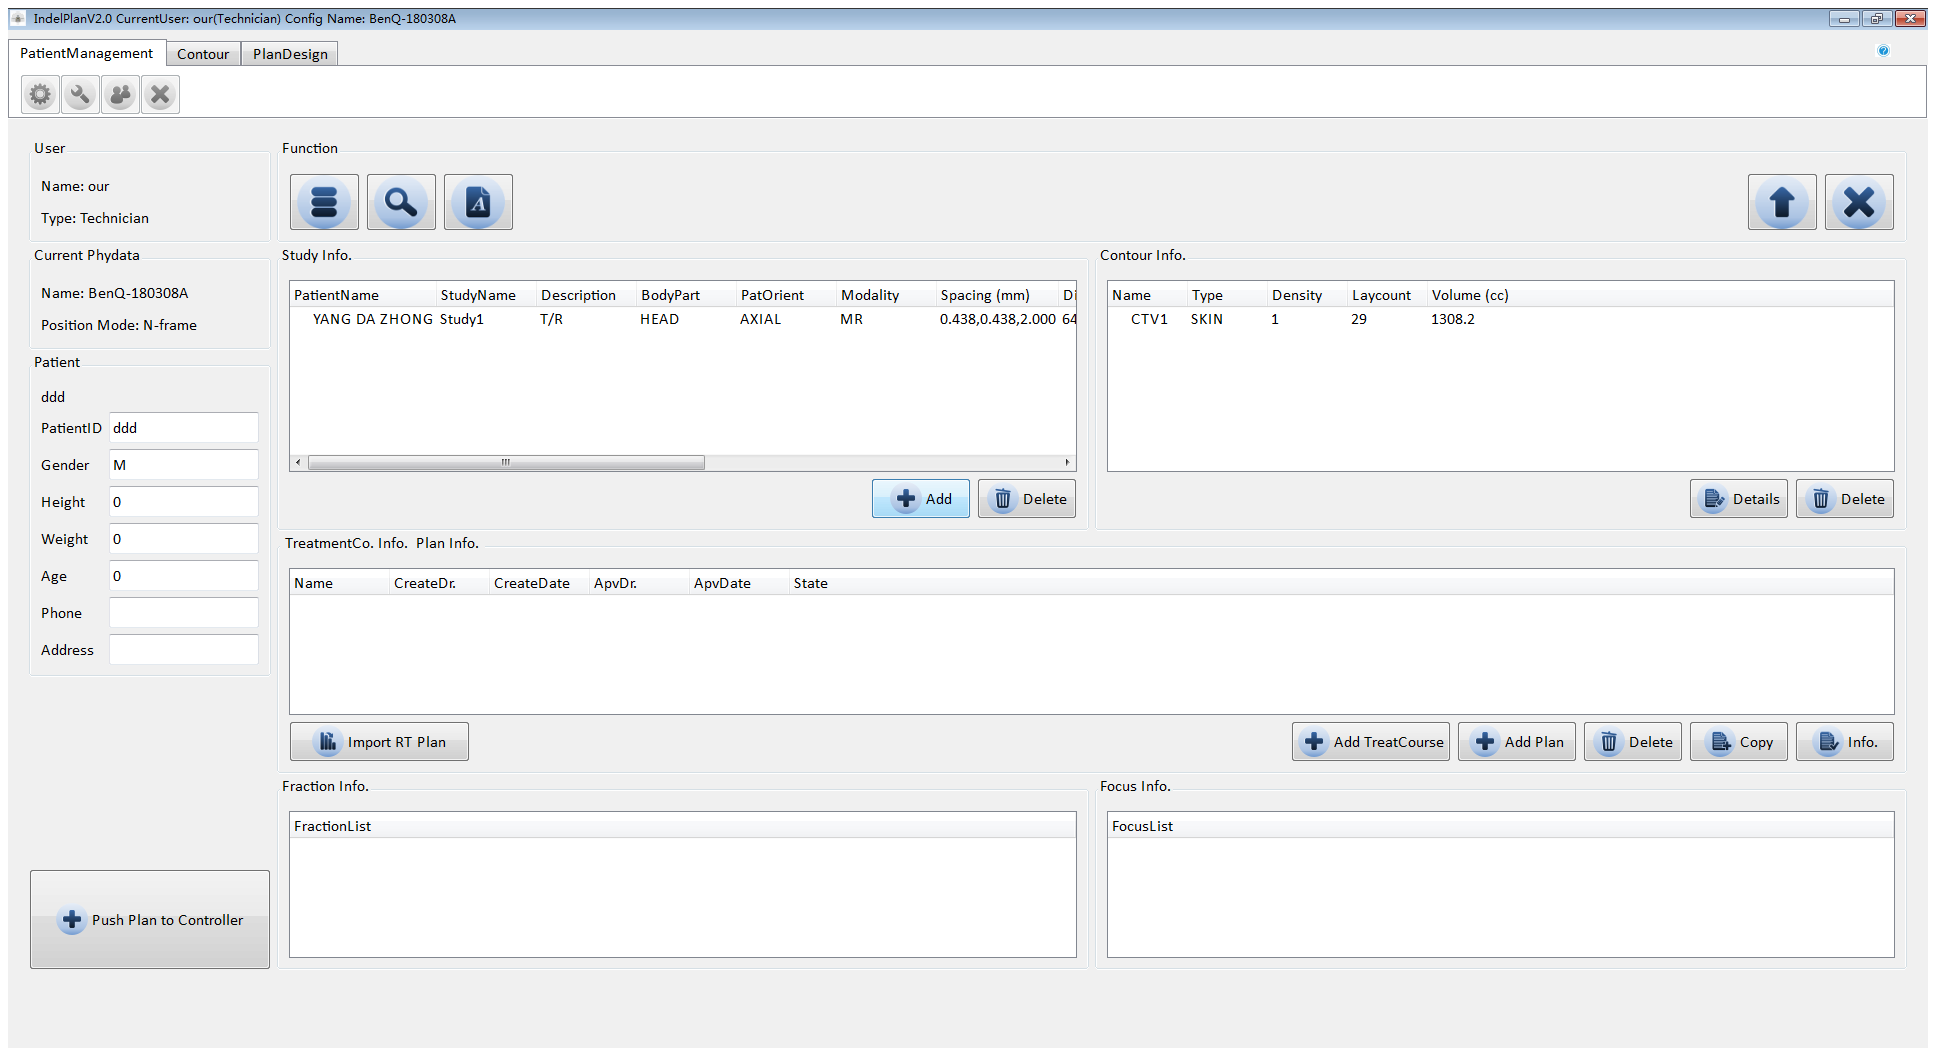 IndelPlanV2.0 CurrentUser: our(Technician) Config Name: BenQ-180308A
PatientManagement Contour PlanDesign
User
Name: our
Type: Technician
Function
Current Phydata
Name: BenQ-180308A
Position Mode: N-frame
Patient
ddd
PatientID ddd
Gender M
Height 0
Weight 0
Age 0
Phone
Address
Study Info.
PatientName StudyName Description BodyPart PatOrient Modality Spacing (mm) Di
YANG DA ZHONG Study1 T/R HEAD AXIAL MR 0.438,0.438,2.000 64
Add Delete
Contour Info.
Name Type Density Laycount Volume (cc)
CTV1 SKIN 1 29 1308.2
Details Delete
TreatmentCo. Info. Plan Info.
Name CreateDr. CreateDate ApvDr. ApvDate State
Import RT Plan Add TreatCourse Add Plan Delete Copy Info.
Fraction Info.
FractionList
Focus Info.
FocusList
Push Plan to Controller